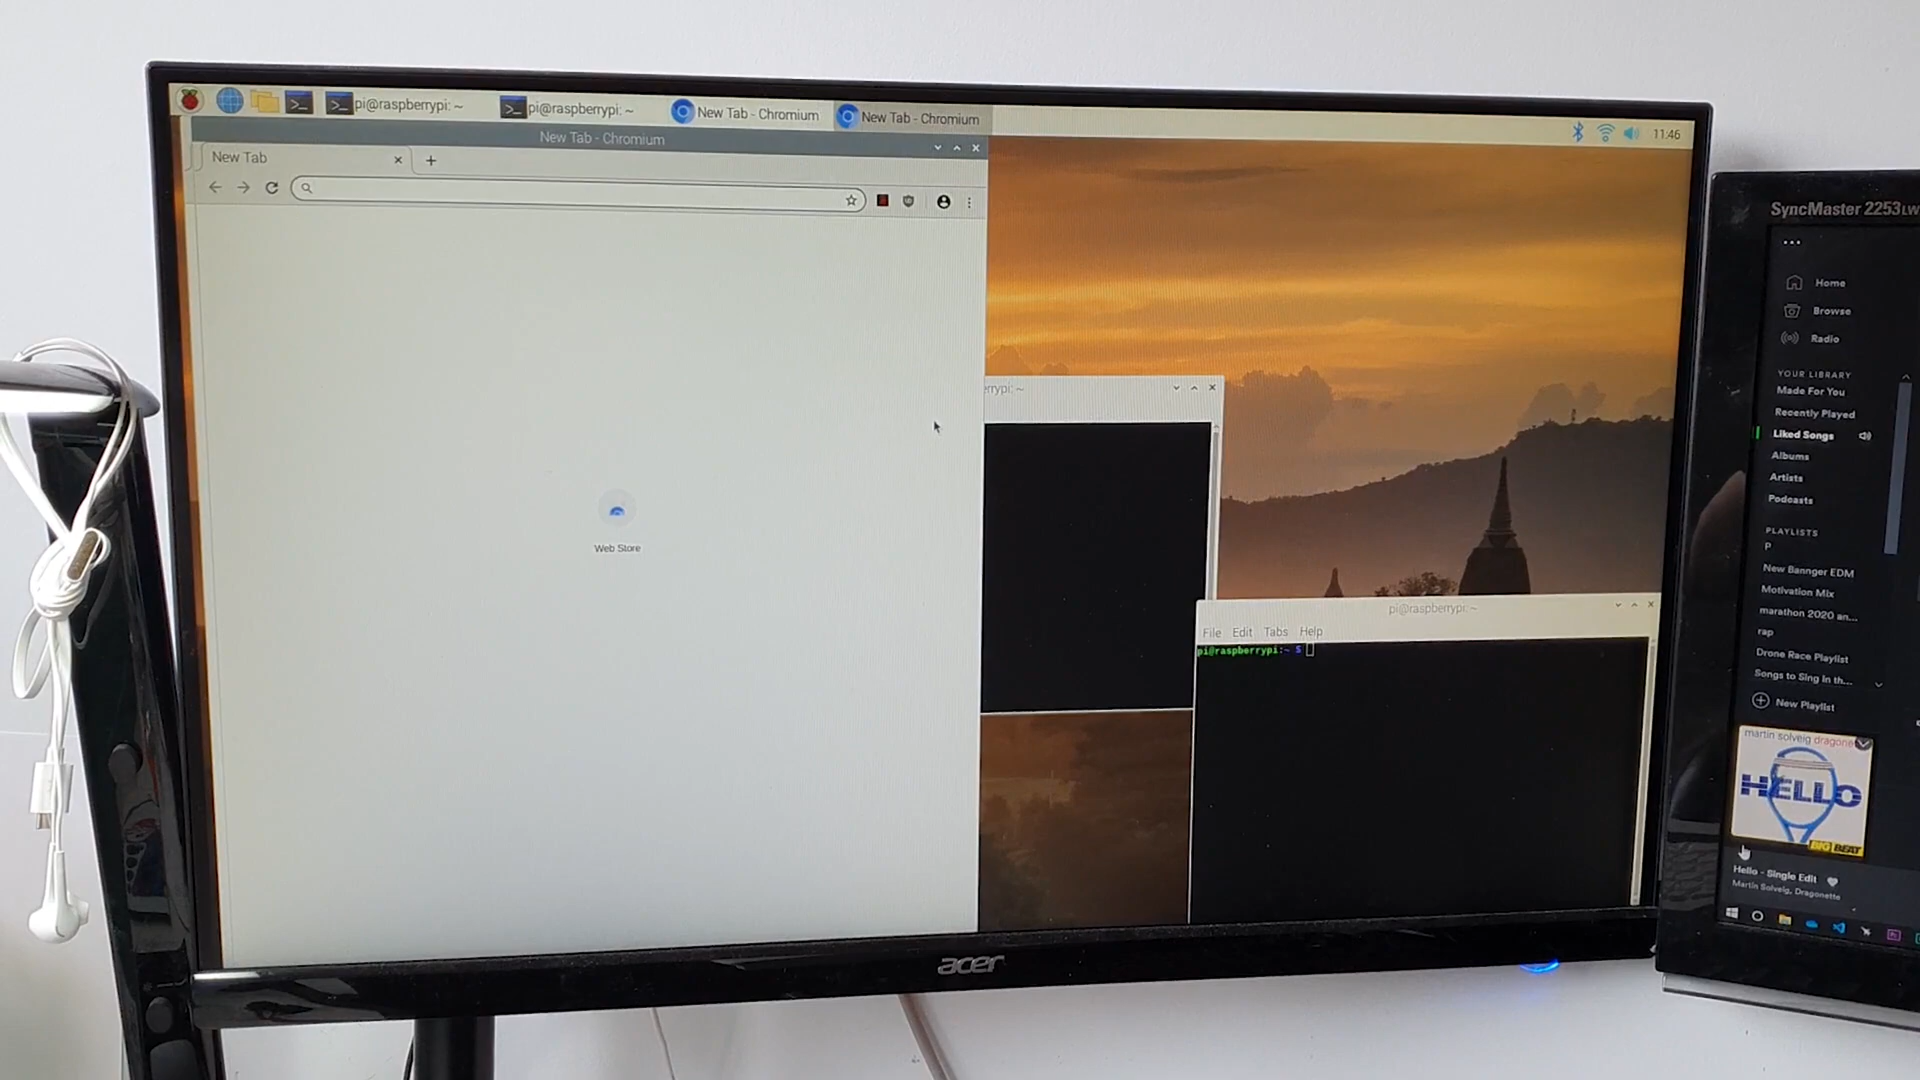 pi@raspberrypi: ~
pi@raspberrypi: ~
New Tab - Chromium
New Tab - Chromium
11:46
New Tab - Chromium
New Tab
Web Store
rrypi: ~
pi@raspberrypi: ~
File Edit Tabs Help
pi@raspberrypi:~ $
acer
SyncMaster 2253LW
Home
Browse
Radio
YOUR LIBRARY
Made For You
Recently Played
Liked Songs
Albums
Artists
Podcasts
PLAYLISTS
P
New Bannger EDM
Motivation Mix
marathon 2020 an...
rap
Drone Race Playlist
Songs to Sing In th...
New Playlist
martin solveig dragonette
HELLO
BIG BEAT
Hello - Single Edit
Martin Solveig, Dragonette